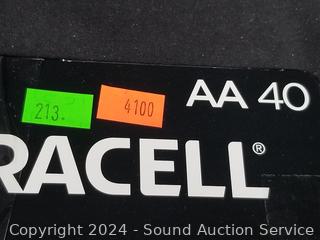 213.
4100
AA 40
RACELL®
Copyright 2024 - Sound Auction Service